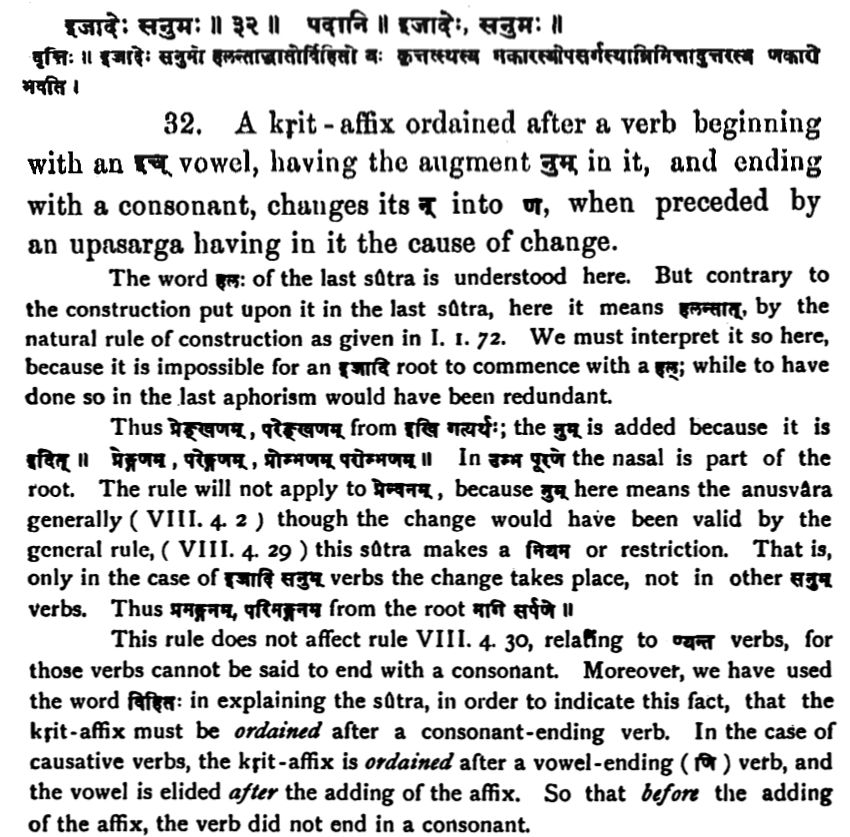 इजादेः सनुमः ॥ ३२ ॥ पदानि ॥ इजादेः, सनुमः ॥
वृत्तिः ॥ इजादेः सनुमो हलन्ताद्धातोर्विहितो यः कृत्तत्स्थस्य नकारस्योपसर्गस्थान्निमित्तादुत्तरस्य णकारो
भवति ।
32. A kṛit-affix ordained after a verb beginning
with an इच् vowel, having the augment नुम् in it, and ending
with a consonant, changes its न् into ण, when preceded by
an upasarga having in it the cause of change.
The word हलः of the last sûtra is understood here. But contrary to
the construction put upon it in the last sûtra, here it means हलन्तात्, by the
natural rule of construction as given in I. 1. 72. We must interpret it so here,
because it is impossible for an इजादि root to commence with a हल्; while to have
done so in the last aphorism would have been redundant.
Thus प्रेङ्खणम्, परेङ्खणम् from इखि गत्यर्थः; the नुम् is added because it is
इदित् ॥ प्रेङ्गणम्, परेङ्गणम्, प्रोम्भणम् परोम्भणम् ॥ In उम्भ पूरणे the nasal is part of the
root. The rule will not apply to प्रेन्वनम्, because नुम् here means the anusvâra
generally ( VIII. 4. 2 ) though the change would have been valid by the
general rule, ( VIII. 4. 29 ) this sûtra makes a नियम or restriction. That is,
only in the case of इजादि सनुम् verbs the change takes place, not in other सनुम्
verbs. Thus प्रमङ्गनम्, परिमङ्गनम from the root मगि सर्पणे ॥
This rule does not affect rule VIII. 4. 30, relating to ण्यन्त verbs, for
those verbs cannot be said to end with a consonant. Moreover, we have used
the word विहितः in explaining the sûtra, in order to indicate this fact, that the
kṛit-affix must be ordained after a consonant-ending verb. In the case of
causative verbs, the kṛit-affix is ordained after a vowel-ending ( णि ) verb, and
the vowel is elided after the adding of the affix. So that before the adding
of the affix, the verb did not end in a consonant.